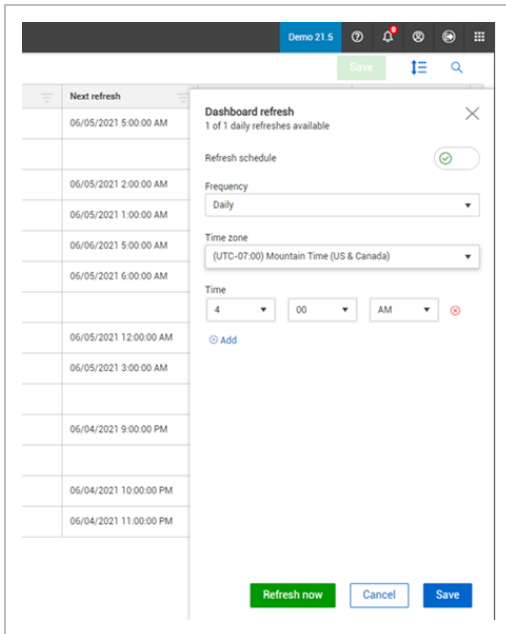 Demo 21.5
Save
Next refresh
06/05/2021 5:00:00 AM
06/05/2021 2:00:00 AM
06/05/2021 1:00:00 AM
06/06/2021 5:00:00 AM
06/05/2021 6:00:00 AM
06/05/2021 12:00:00 AM
06/05/2021 3:00:00 AM
06/04/2021 9:00:00 PM
06/04/2021 10:00:00 PM
06/04/2021 11:00:00 PM
Dashboard refresh
1 of 1 daily refreshes available
Refresh schedule
Frequency
Daily
Time zone
(UTC-07:00) Mountain Time (US & Canada)
Time
4 00 AM
Add
Refresh now Cancel Save